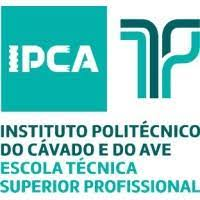 IPCA
INSTITUTO POLITÉCNICO
DO CÁVADO E DO AVE
ESCOLA TÉCNICA
SUPERIOR PROFISSIONAL